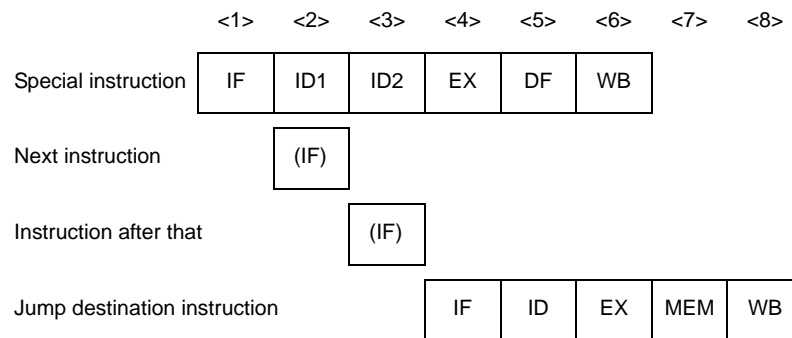 <1> <2> <3> <4> <5> <6> <7> <8>
Special instruction IF ID1 ID2 EX DF WB
Next instruction (IF)
Instruction after that (IF)
Jump destination instruction IF ID EX MEM WB